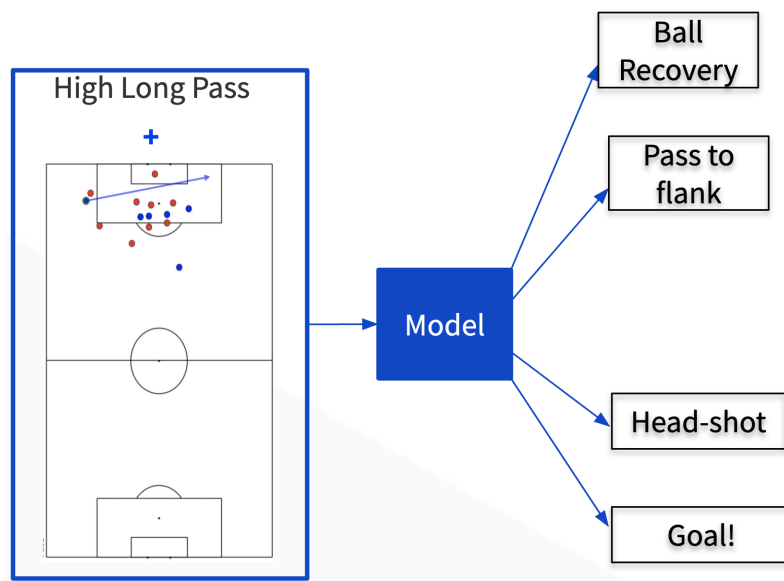 High Long Pass
+
Ball
Recovery
Pass to
flank
Model
Head-shot
Goal!